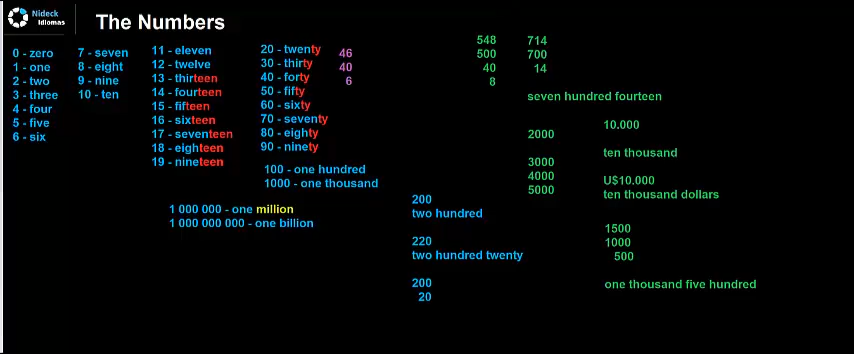 Nideck
Idiomas
The Numbers
0 - zero
1 - one
2 - two
3 - three
4 - four
5 - five
6 - six
7 - seven
8 - eight
9 - nine
10 - ten
11 - eleven
12 - twelve
13 - thirteen
14 - fourteen
15 - fifteen
16 - sixteen
17 - seventeen
18 - eighteen
19 - nineteen
20 - twenty
30 - thirty
40 - forty
50 - fifty
60 - sixty
70 - seventy
80 - eighty
90 - ninety
100 - one hundred
1000 - one thousand
1 000 000 - one million
1 000 000 000 - one billion
46
40
6
200
two hundred
220
two hundred twenty
200
20
548
500
40
8
714
700
14
seven hundred fourteen
2000
3000
4000
5000
10.000
ten thousand
U$10.000
ten thousand dollars
1500
1000
500
one thousand five hundred